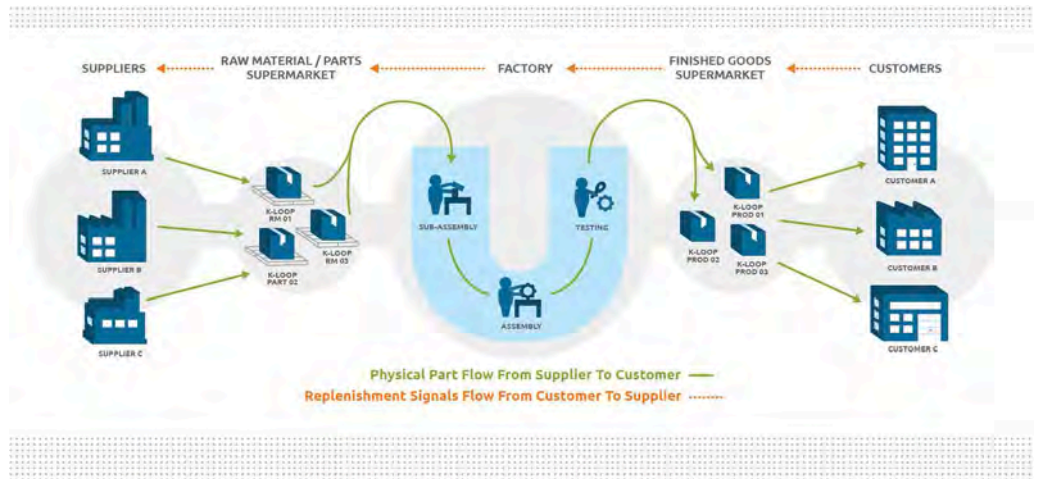 SUPPLIERS
RAW MATERIAL / PARTS
SUPERMARKET
FACTORY
FINISHED GOODS
SUPERMARKET
CUSTOMERS
SUPPLIER A
SUPPLIER B
SUPPLIER C
K-LOOP
RM 01
K-LOOP
RM 03
K-LOOP
PART 02
SUB-ASSEMBLY
TESTING
ASSEMBLY
K-LOOP
PROD 01
K-LOOP
PROD 02
K-LOOP
PROD 03
CUSTOMER A
CUSTOMER B
CUSTOMER C
Physical Part Flow From Supplier To Customer
Replenishment Signals Flow From Customer To Supplier